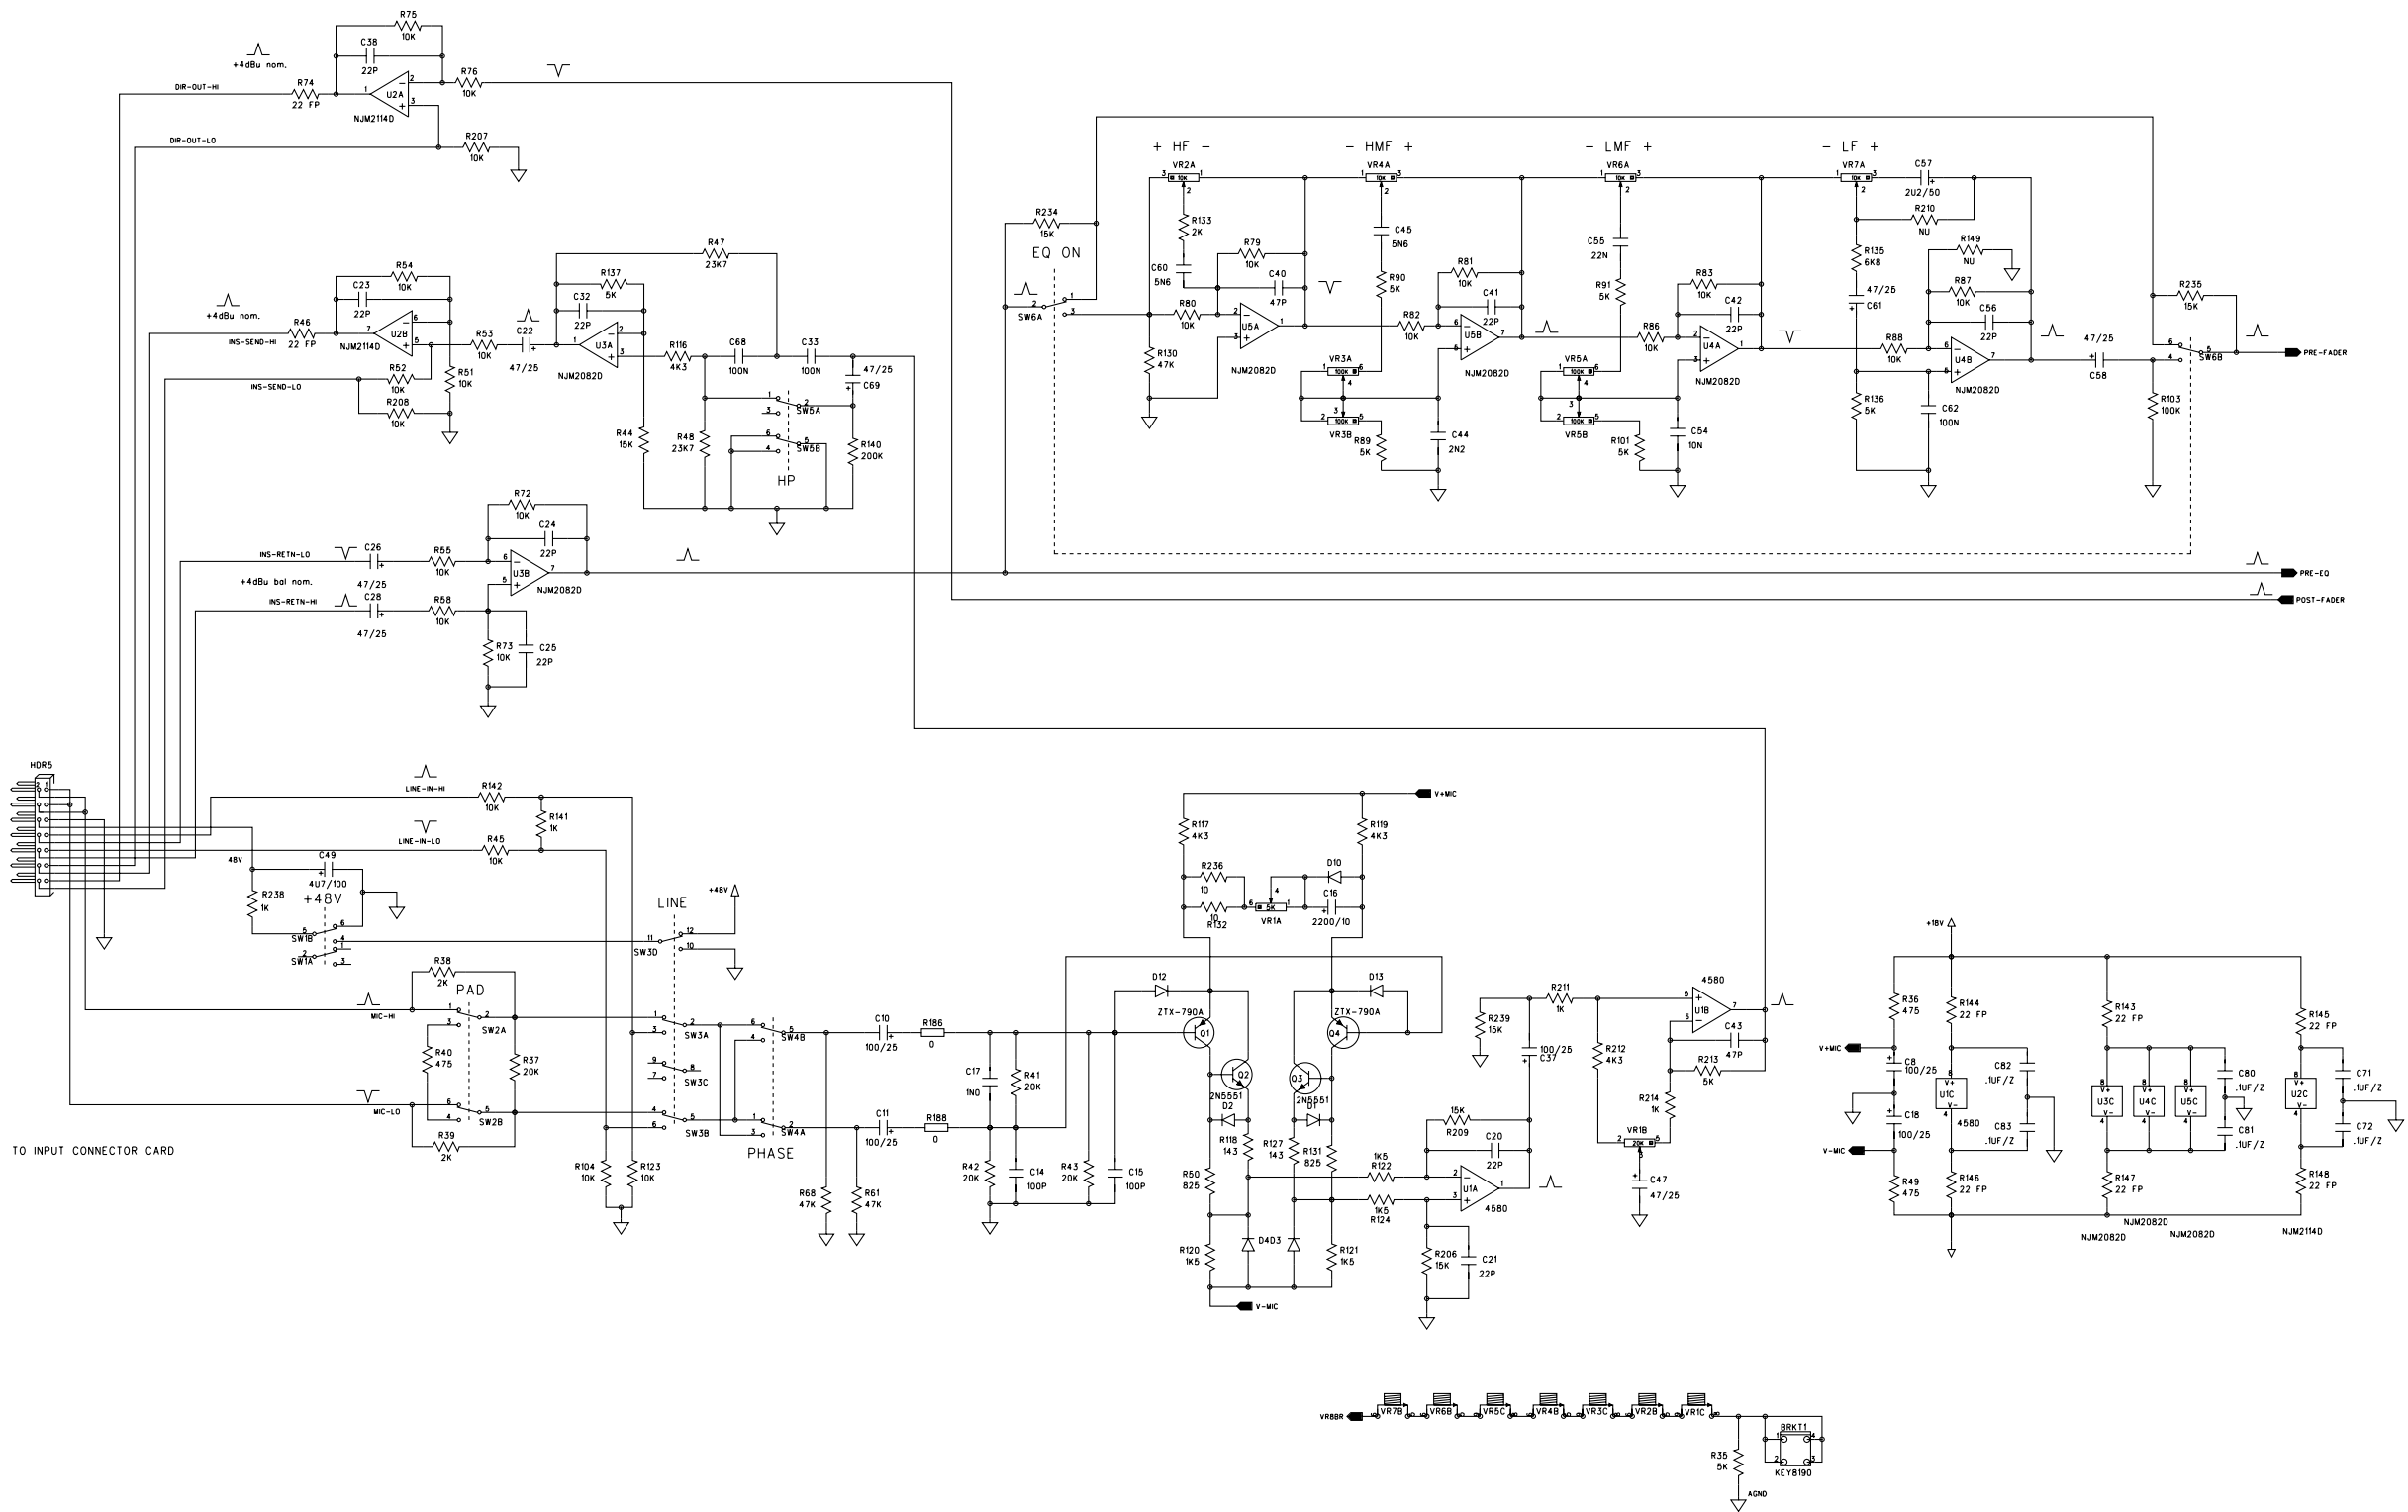 R75
10K
C38
22P
+4dBu nom.
R74
22 FP
DIR-OUT-HI
U2A
NJM2114D
R76
10K
DIR-OUT-LO
R207
10K
R54
10K
C23
22P
+4dBu nom.
R46
22 FP
INS-SEND-HI
U2B
NJM2114D
R53
10K
C22
47/25
R52
10K
R51
10K
INS-SEND-LO
R208
10K
R47
23K7
R137
5K
C32
22P
U3A
NJM2082D
R116
4K3
C68
100N
C33
100N
47/25
C69
SW5A
SW5B
HP
R44
15K
R48
23K7
R140
200K
R72
10K
C24
22P
INS-RETN-LO
C26
47/25
R55
10K
U3B
NJM2082D
+4dBu bal nom.
INS-RETN-HI
C28
47/25
R58
10K
R73
10K
C25
22P
R234
15K
EQ ON
SW6A
+ HF -
VR2A
10K
R133
2K
C60
5N6
R79
10K
C40
47P
R80
10K
U5A
NJM2082D
R130
47K
- HMF +
VR4A
10K
C45
5N6
R90
5K
R81
10K
C41
22P
R82
10K
U5B
NJM2082D
VR3A
100K
100K
VR3B
R89
5K
C44
2N2
- LMF +
VR6A
10K
C55
22N
R91
5K
R83
10K
C42
22P
R86
10K
U4A
NJM2082D
VR5A
100K
100K
VR5B
R101
5K
C54
10N
- LF +
VR7A
10K
C57
2U2/50
R210
NU
R135
6K8
R149
NU
R87
10K
47/25
C61
C56
22P
R88
10K
U4B
NJM2082D
R136
5K
C62
100N
47/25
C58
R235
15K
SW6B
R103
100K
PRE-FADER
PRE-EQ
POST-FADER
HDR5
TO INPUT CONNECTOR CARD
LINE-IN-HI
R142
10K
R141
1K
LINE-IN-LO
R45
10K
48V
C49
4U7/100
R238
1K
+48V
SW1B
SW1A
R38
2K
PAD
MIC-HI
SW2A
R40
475
R37
20K
MIC-LO
SW2B
R39
2K
LINE
+48V
SW3D
SW3A
SW3C
SW3B
R104
10K
R123
10K
SW4B
SW4A
PHASE
R68
47K
R61
47K
C10
100/25
R186
0
C11
100/25
R188
0
C17
1N0
R41
20K
R42
20K
C14
100P
R43
20K
C15
100P
V+MIC
R117
4K3
R119
4K3
R236
10
10
R132
VR1A
5K
D10
C16
2200/10
D12
D13
ZTX-790A
Q1
ZTX-790A
Q4
Q2
2N5551
Q3
2N5551
D2
D1
R118
143
R127
143
R131
825
R50
825
R120
1K5
D4D3
R121
1K5
V-MIC
1K5
R122
1K5
R124
15K
R209
C20
22P
U1A
4580
R206
15K
C21
22P
R239
15K
100/25
C37
R211
1K
R212
4K3
4580
U1B
C43
47P
R213
5K
R214
1K
VR1B
20K
C47
47/25
+18V
R36
475
V+MIC
C8
100/25
C18
100/25
V-MIC
R49
475
R144
22 FP
V+
U1C
V-
4580
R146
22 FP
C82
.1UF/Z
C83
.1UF/Z
R143
22 FP
V+
U3C
V-
V+
U4C
V-
V+
U5C
V-
R147
22 FP
NJM2082D
NJM2082D
NJM2082D
C80
.1UF/Z
C81
.1UF/Z
R145
22 FP
V+
U2C
V-
R148
22 FP
NJM2114D
C71
.1UF/Z
C72
.1UF/Z
VR8BR
VR7B
VR6B
VR5C
VR4B
VR3C
VR2B
VR1C
R35
5K
AGND
BRKT1
KEY8190